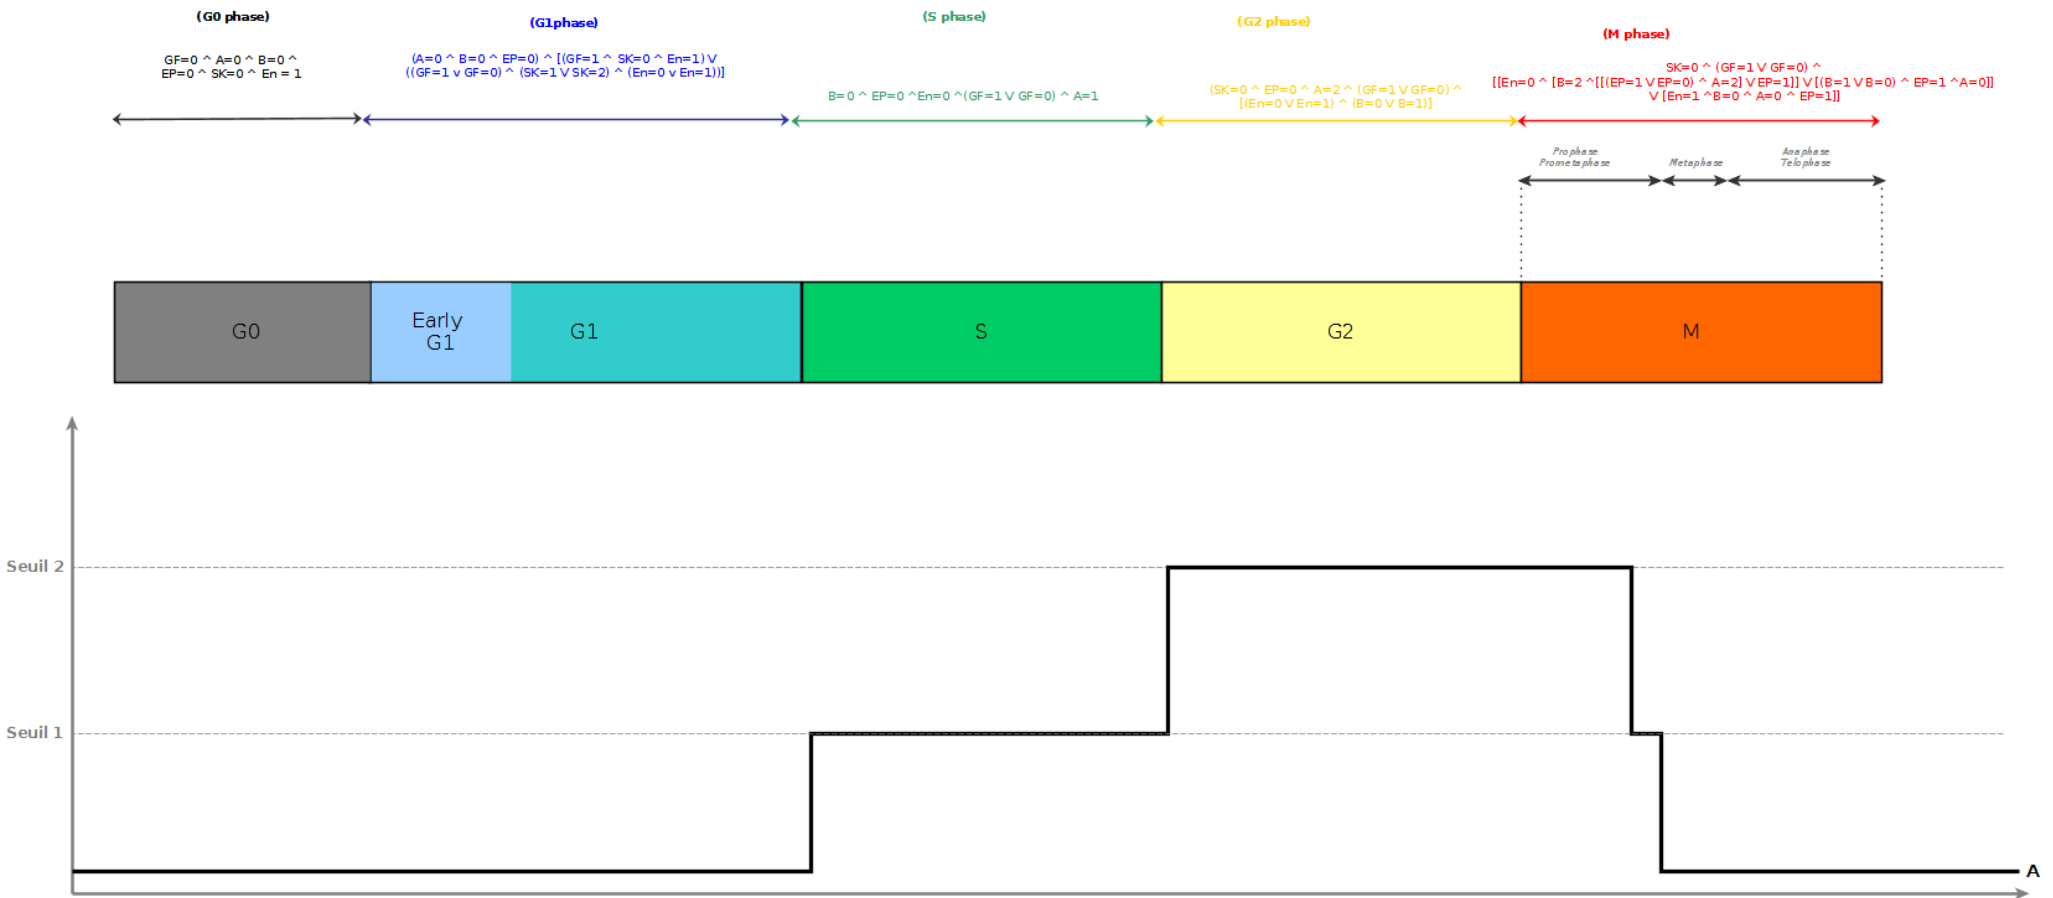 (G0 phase)
GF=0 ^ A=0 ^ B=0 ^
EP=0 ^ SK=0 ^ En = 1
(G1phase)
(A=0 ^ B=0 ^ EP=0) ^ [(GF=1 ^ SK=0 ^ En=1) V
((GF=1 v GF=0) ^ (SK=1 V SK=2) ^ (En=0 v En=1))]
(S phase)
B=0 ^ EP=0 ^En=0 ^(GF=1 V GF=0) ^ A=1
(G2 phase)
(SK=0 ^ EP=0 ^ A=2 ^ (GF=1 V GF=0) ^
[(En=0 V En=1) ^ (B=0 V B=1)]
(M phase)
SK=0 ^ (GF=1 V GF=0) ^
[[En=0 ^ [B=2 ^[[(EP=1 V EP=0) ^ A=2] V EP=1]] V [(B=1 V B=0) ^ EP=1 ^A=0]]
V [En=1 ^B=0 ^ A=0 ^ EP=1]]
Prophase
Prometaphase
Metaphase
Anaphase
Telophase
G0
Early
G1
G1
S
G2
M
Seuil 2
Seuil 1
A